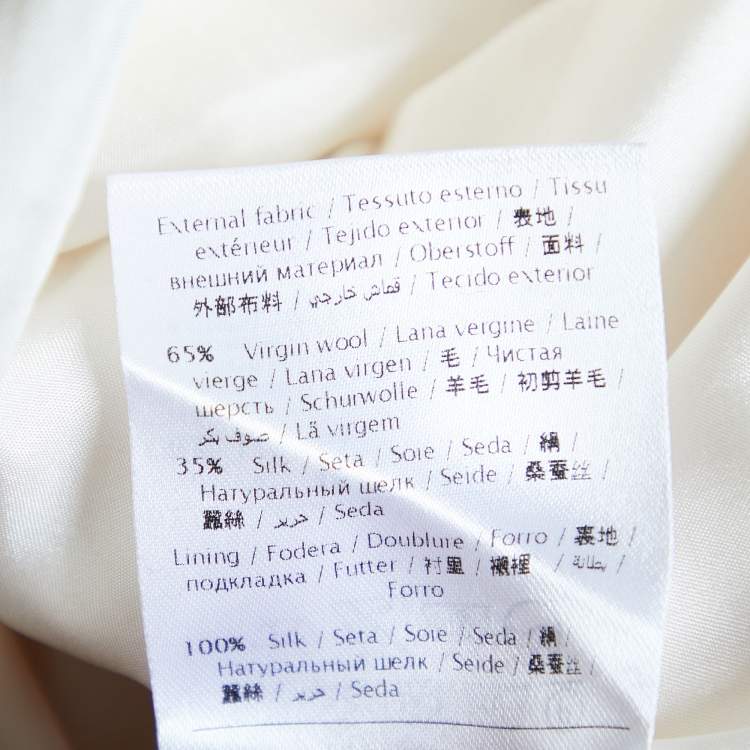 External fabric / Tessuto esterno / Tissu
extérieur / Tejido exterior / 表地 /
внешний материал / Oberstoff / 面料 /
外部布料 / قماش خارجي / Tecido exterior
65% Virgin wool / Lana vergine / Laine
vierge / Lana virgen / 毛 / Чистая
шерсть / Schurwolle / 羊毛 / 初剪羊毛 /
صوف بكر / Lã virgem
35% Silk / Seta / Soie / Seda / 絹 /
Натуральный шелк / Seide / 桑蚕丝 /
蠶絲 / حرير / Seda
Lining / Fodera / Doublure / Forro / 裏地 /
подкладка / Futter / 衬里 / 襯裡 / بطانة /
Forro
100% Silk / Seta / Soie / Seda / 絹 /
Натуральный шелк / Seide / 桑蚕丝 /
蠶絲 / حرير / Seda